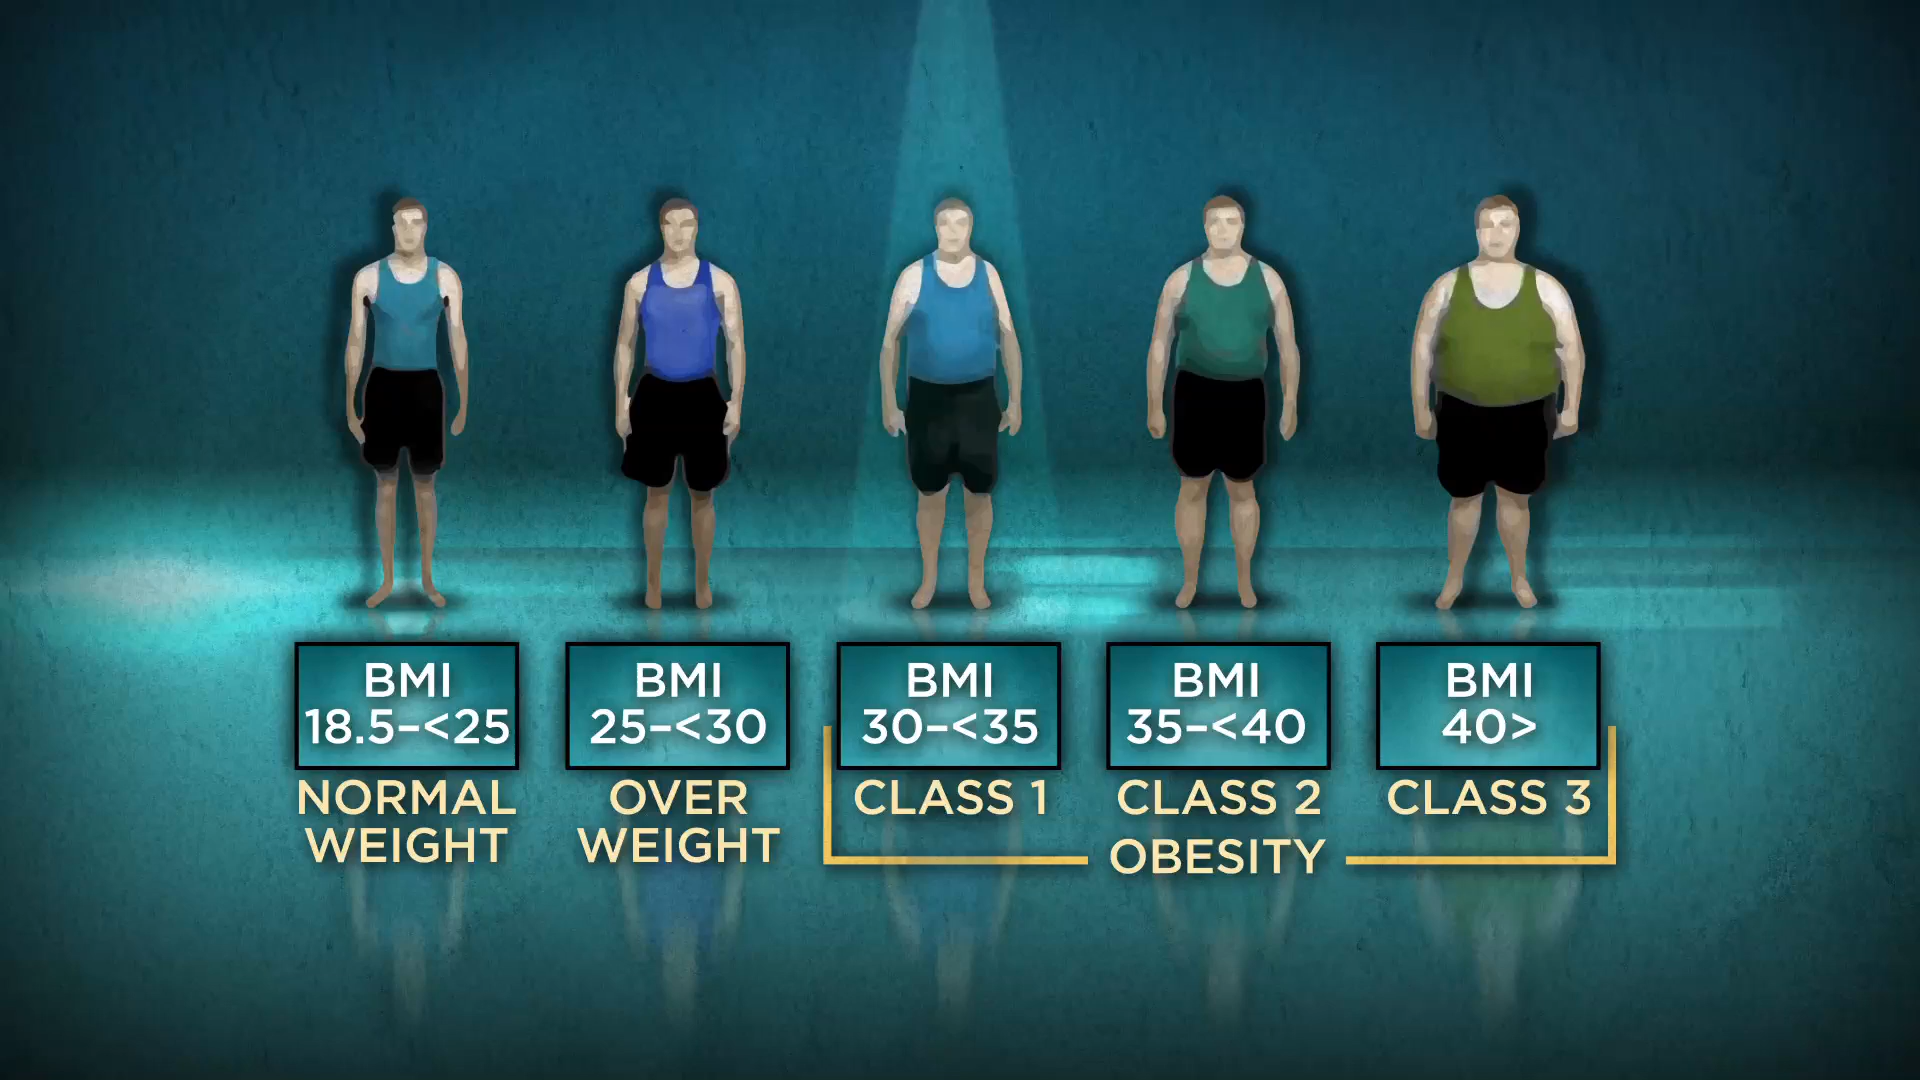 BMI
18.5–<25
NORMAL
WEIGHT
BMI
25–<30
OVER
WEIGHT
BMI
30–<35
CLASS 1
BMI
35–<40
CLASS 2
BMI
40>
CLASS 3
OBESITY